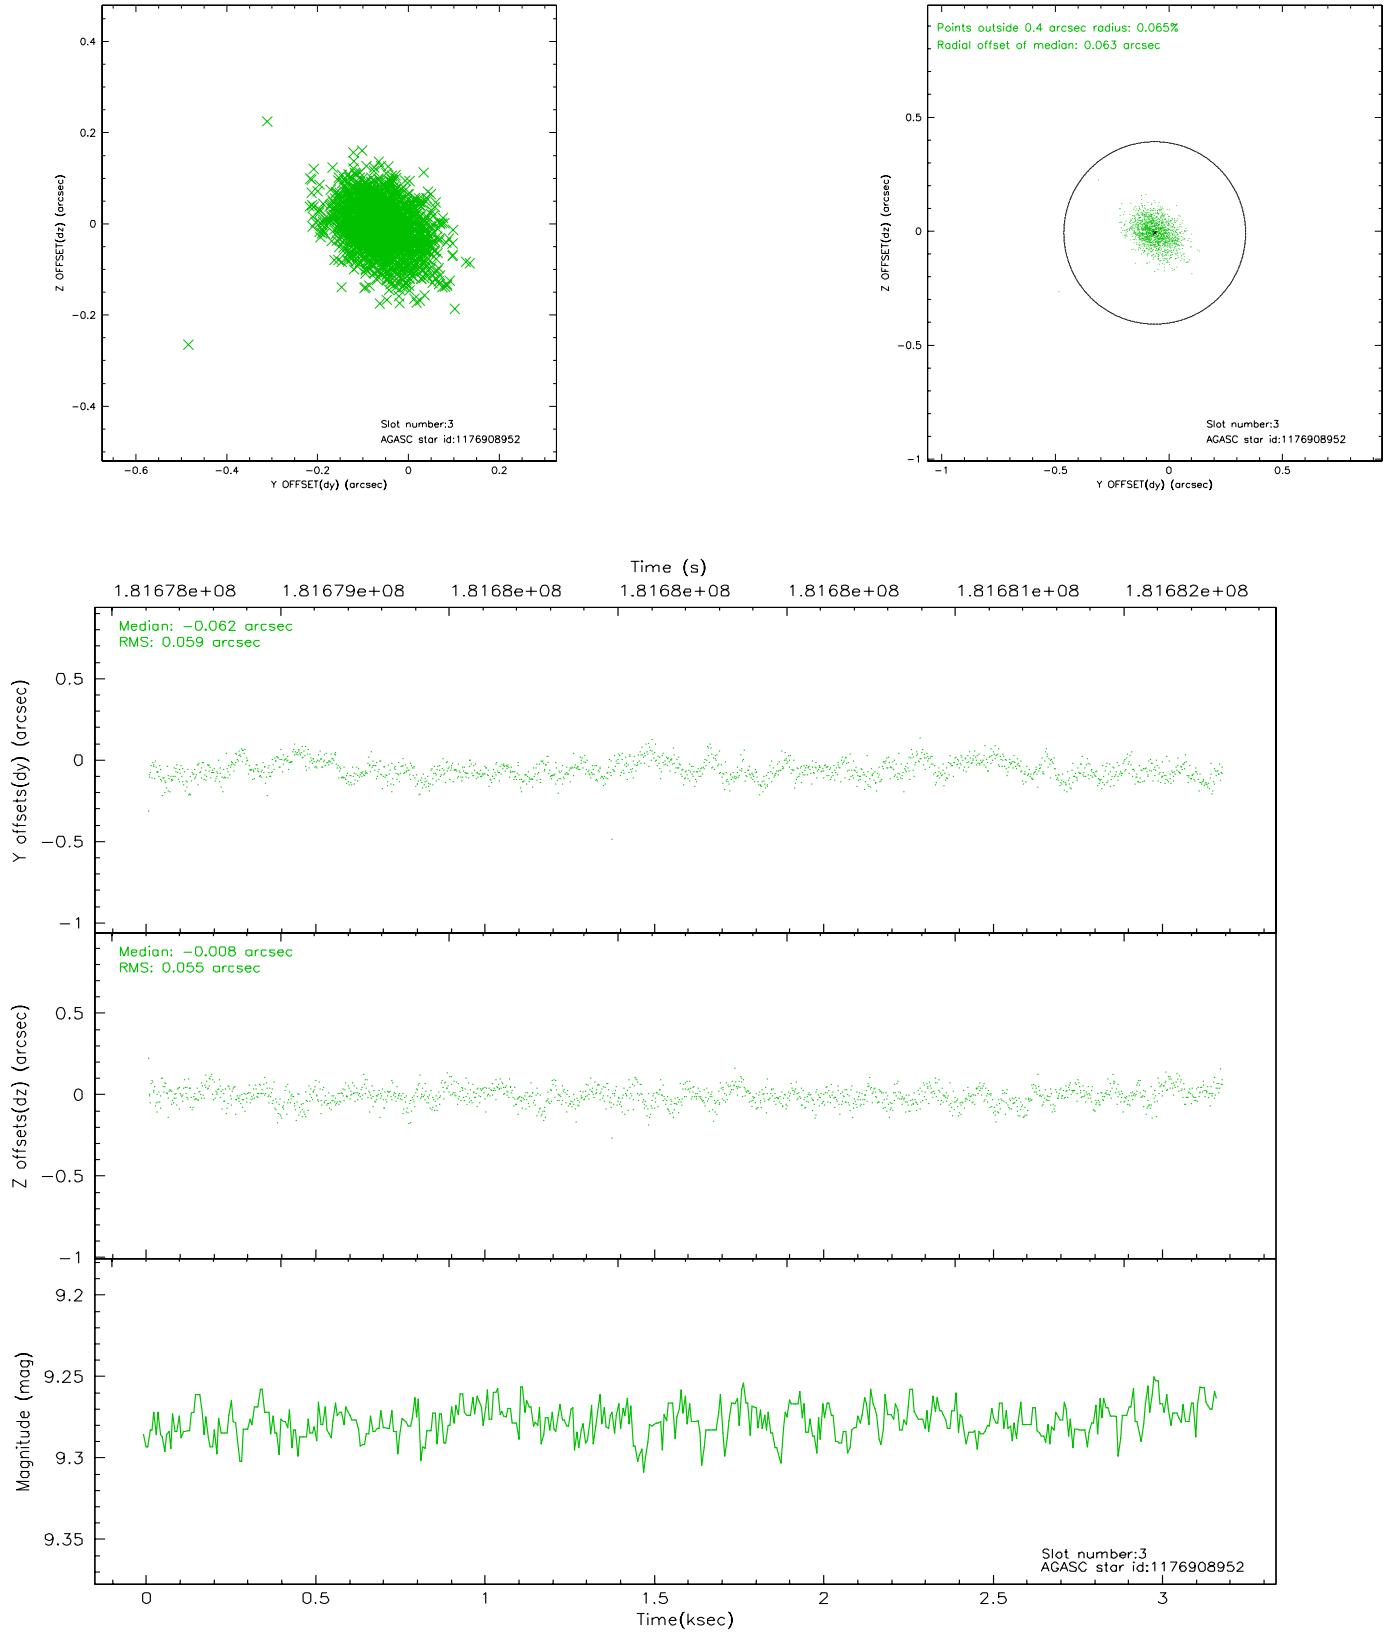 0.4
0.2
0
−0.2
−0.4
Z OFFSET(dz) (arcsec)
Slot number:3
AGASC star id:1176908952
−0.6 −0.4 −0.2 0 0.2
Y OFFSET(dy) (arcsec)
Points outside 0.4 arcsec radius: 0.065%
Radial offset of median: 0.063 arcsec
0.5
0
−0.5
−1
Z OFFSET(dz) (arcsec)
Slot number:3
AGASC star id:1176908952
−1 −0.5 0 0.5
Y OFFSET(dy) (arcsec)
Time (s)
1.81678e+08 1.81679e+08 1.8168e+08 1.8168e+08 1.8168e+08 1.81681e+08 1.81682e+08
Median: −0.062 arcsec
RMS: 0.059 arcsec
0.5
0
−0.5
−1
Y offsets(dy) (arcsec)
Median: −0.008 arcsec
RMS: 0.055 arcsec
0.5
0
−0.5
−1
Z offsets(dz) (arcsec)
9.2
9.25
9.3
9.35
Magnitude (mag)
Slot number:3
AGASC star id:1176908952
0 0.5 1 1.5 2 2.5 3
Time(ksec)